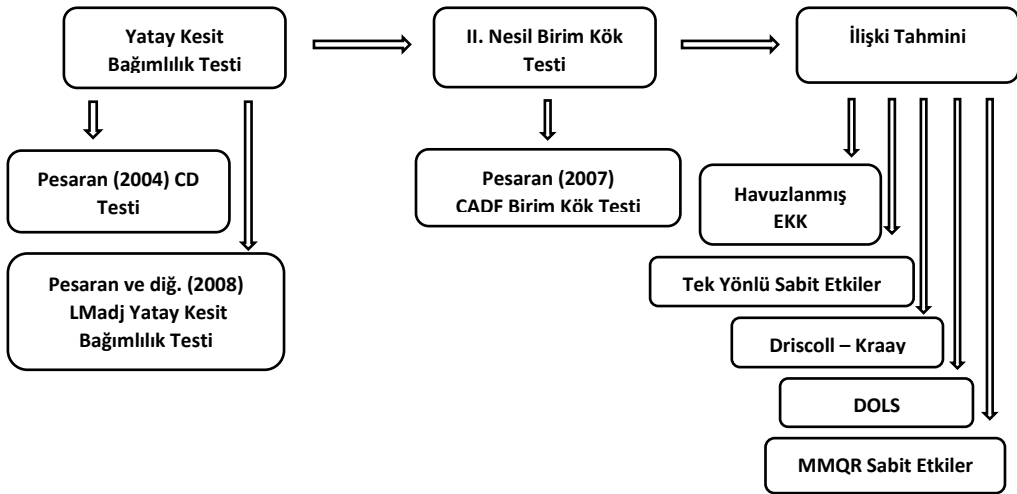 Yatay Kesit
Bağımlılık Testi
II. Nesil Birim Kök
Testi
İlişki Tahmini
Pesaran (2004) CD
Testi
Pesaran (2007)
CADF Birim Kök Testi
Havuzlanmış
EKK
Pesaran ve diğ. (2008)
LMadj Yatay Kesit
Bağımlılık Testi
Tek Yönlü Sabit Etkiler
Driscoll – Kraay
DOLS
MMQR Sabit Etkiler